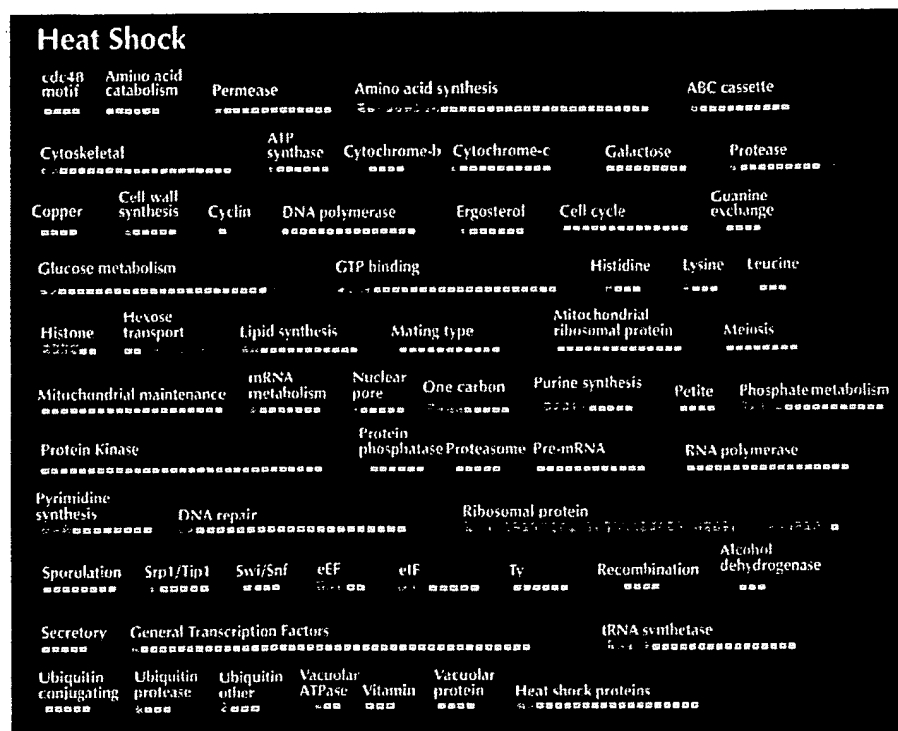 Heat Shock
cdc48 motif
Amino acid catabolism
Permease
Amino acid synthesis
ABC cassette
Cytoskeletal
ATP synthase
Cytochrome-b
Cytochrome-c
Galactose
Protease
Copper
Cell wall synthesis
Cyclin
DNA polymerase
Ergosterol
Cell cycle
Guanine exchange
Glucose metabolism
GTP binding
Histidine
Lysine
Leucine
Histone
Hexose transport
Lipid synthesis
Mating type
Mitochondrial ribosomal protein
Meiosis
Mitochondrial maintenance
mRNA metabolism
Nuclear pore
One carbon
Purine synthesis
Petite
Phosphate metabolism
Protein Kinase
Protein phosphatase
Proteasome
Pre-mRNA
RNA polymerase
Pyrimidine synthesis
DNA repair
Ribosomal protein
Sporulation
Srp1/Tip1
Swi/Snf
eEF
eIF
Ty
Recombination
Alcohol dehydrogenase
Secretory
General Transcription Factors
tRNA synthetase
Ubiquitin conjugating
Ubiquitin protease
Ubiquitin other
Vacuolar ATPase
Vitamin
Vacuolar protein
Heat shock proteins